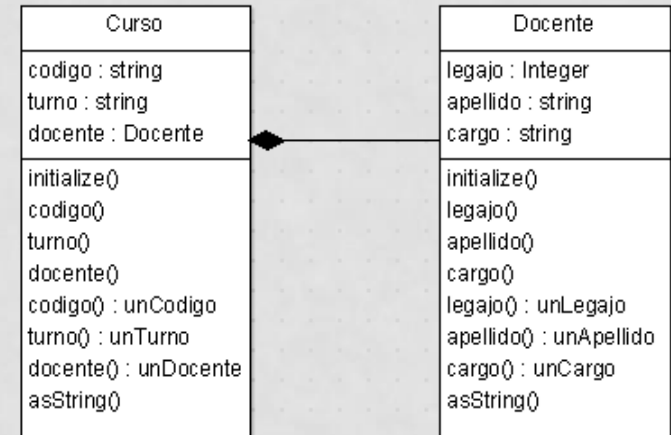 Curso
codigo : string
turno : string
docente : Docente
initialize()
codigo()
turno()
docente()
codigo() : unCodigo
turno() : unTurno
docente() : unDocente
asString()
Docente
legajo : Integer
apellido : string
cargo : string
initialize()
legajo()
apellido()
cargo()
legajo() : unLegajo
apellido() : unApellido
cargo() : unCargo
asString()